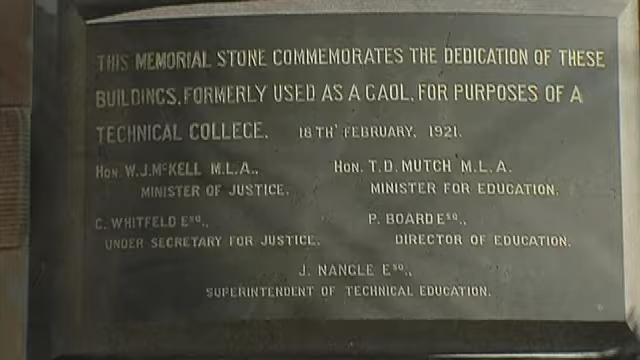 THIS MEMORIAL STONE COMMEMORATES THE DEDICATION OF THESE
BUILDINGS, FORMERLY USED AS A GAOL, FOR PURPOSES OF A
TECHNICAL COLLEGE. 18TH FEBRUARY, 1921.
HON. W.J.McKELL M.L.A., HON. T.D. MUTCH M.L.A.
MINISTER OF JUSTICE. MINISTER FOR EDUCATION.
C. WHITFELD ESQ., P. BOARD ESQ.,
UNDER SECRETARY FOR JUSTICE. DIRECTOR OF EDUCATION.
J. NANGLE ESQ.,
SUPERINTENDENT OF TECHNICAL EDUCATION.